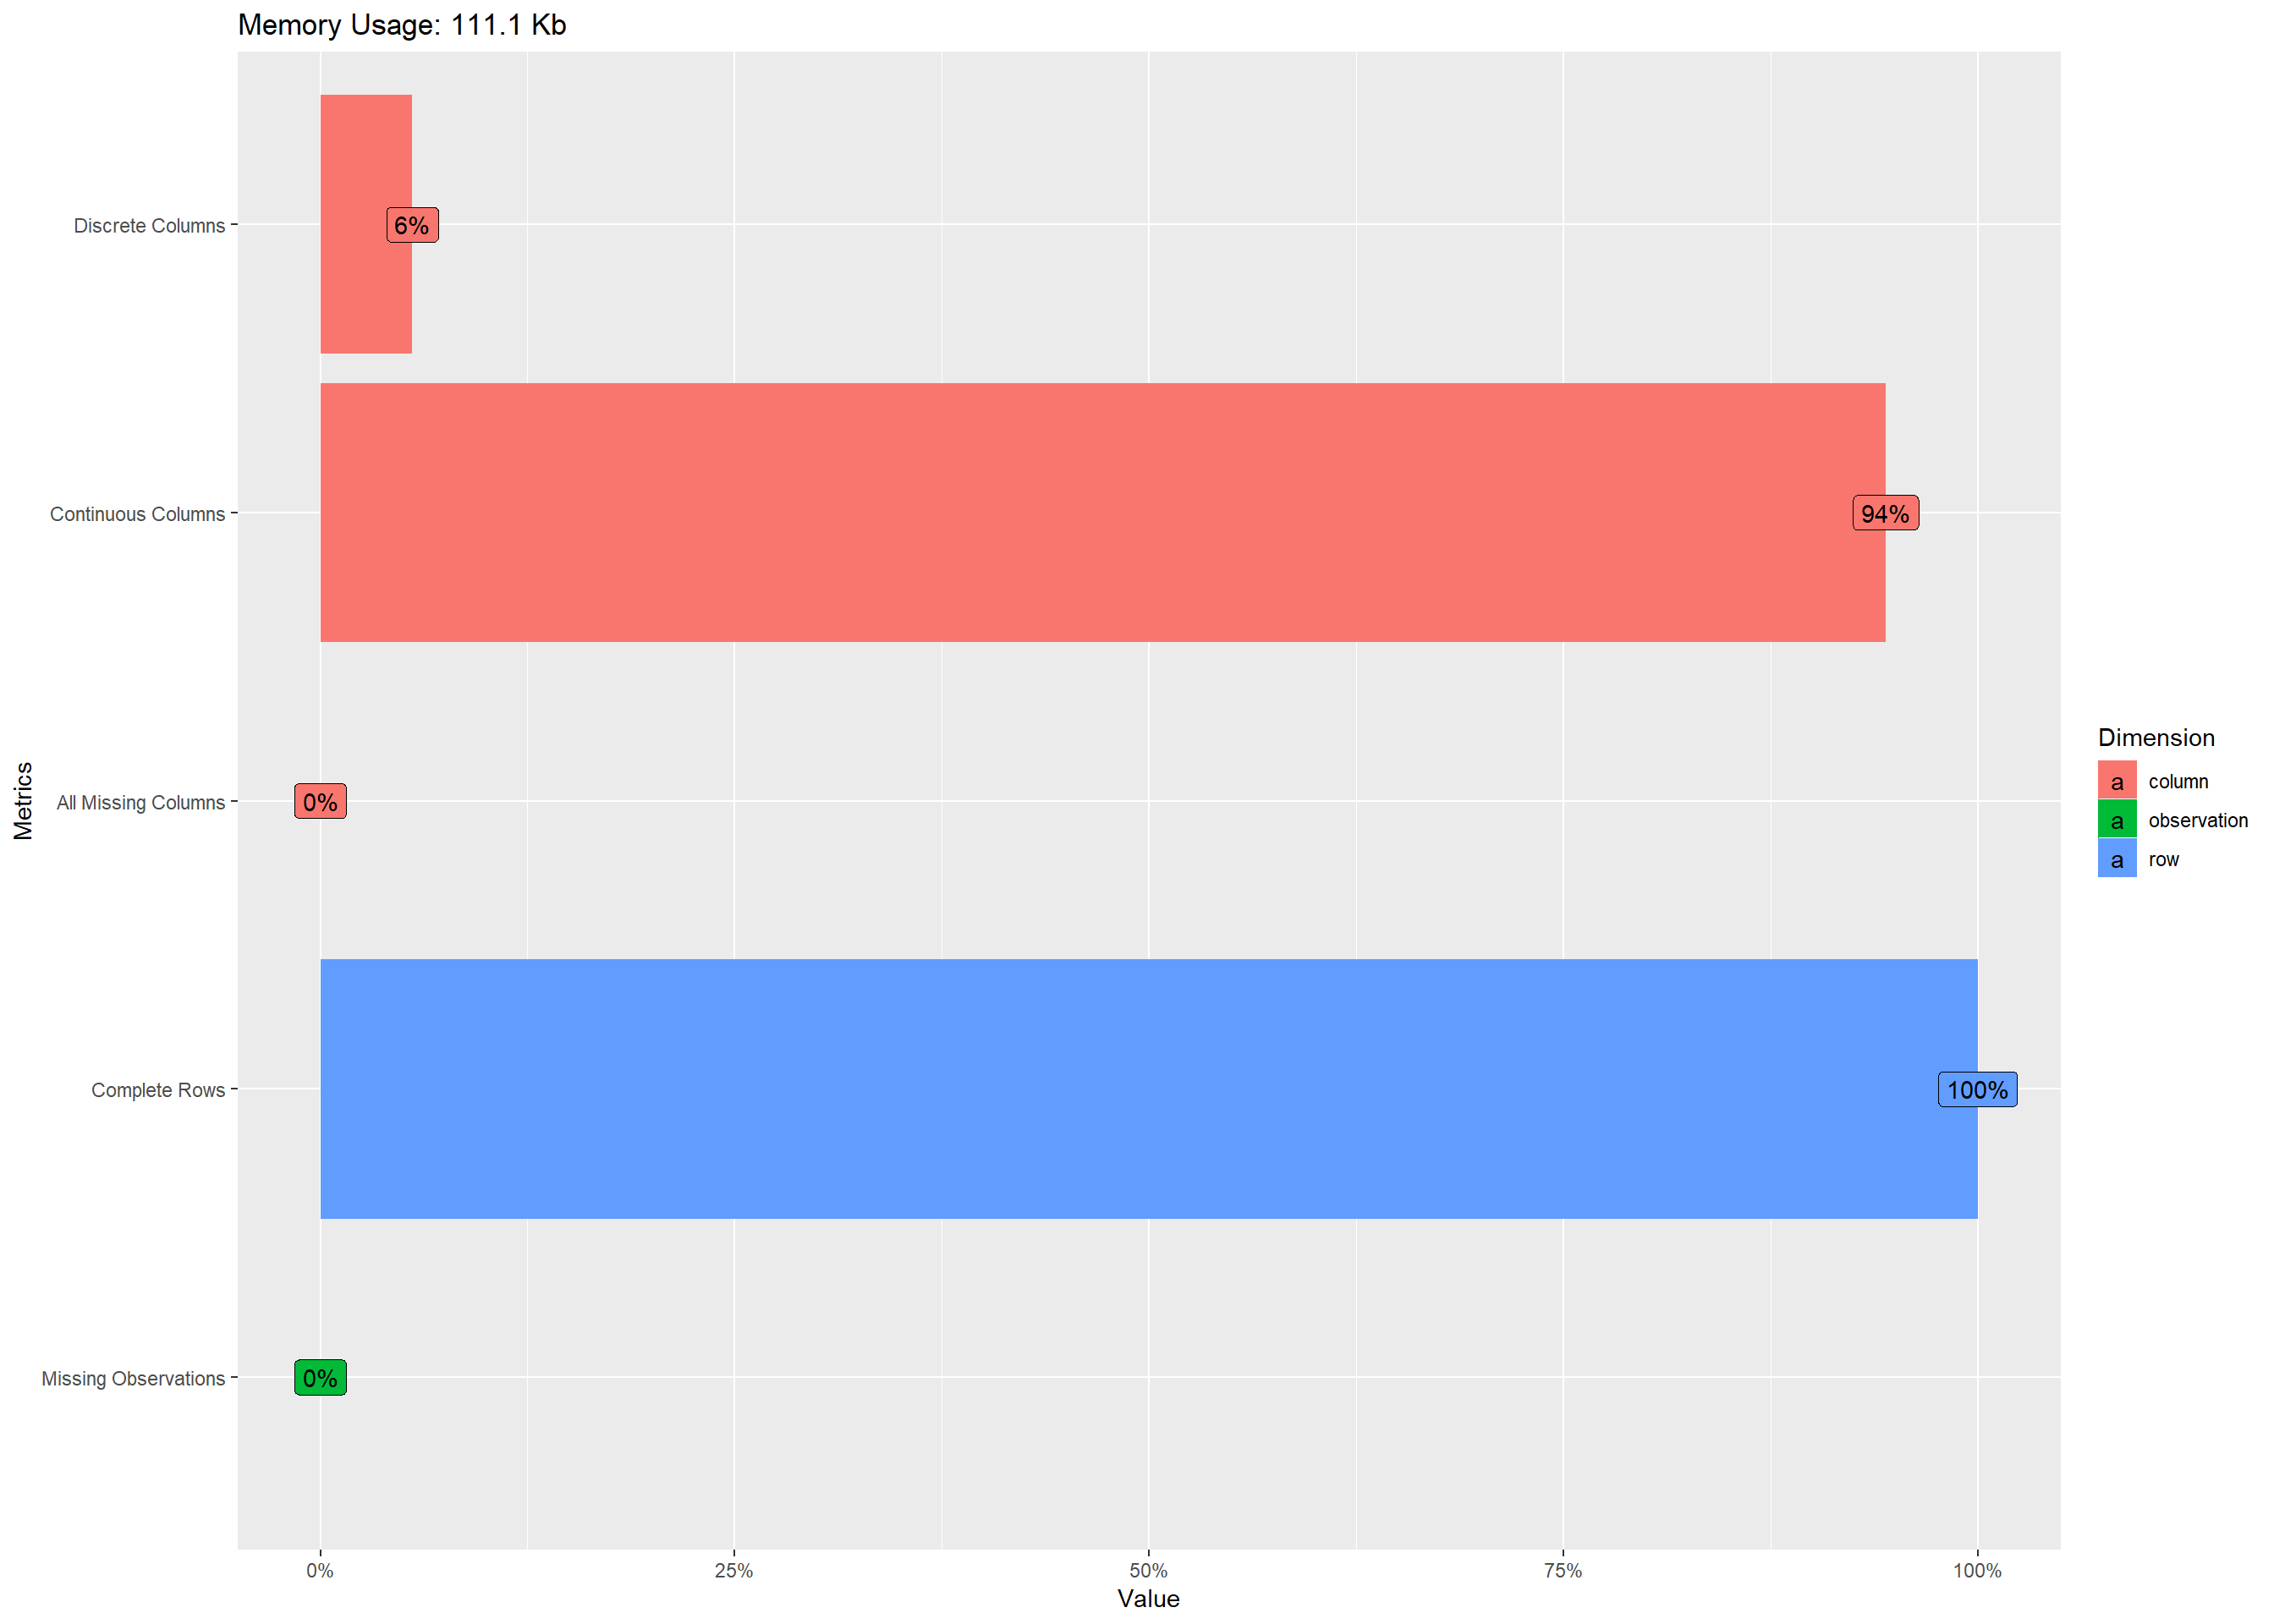 Memory Usage: 111.1 Kb
Discrete Columns
6%
Continuous Columns
94%
All Missing Columns
0%
Complete Rows
100%
Missing Observations
0%
Metrics
0%
25%
50%
75%
100%
Value
Dimension
a column
a observation
a row